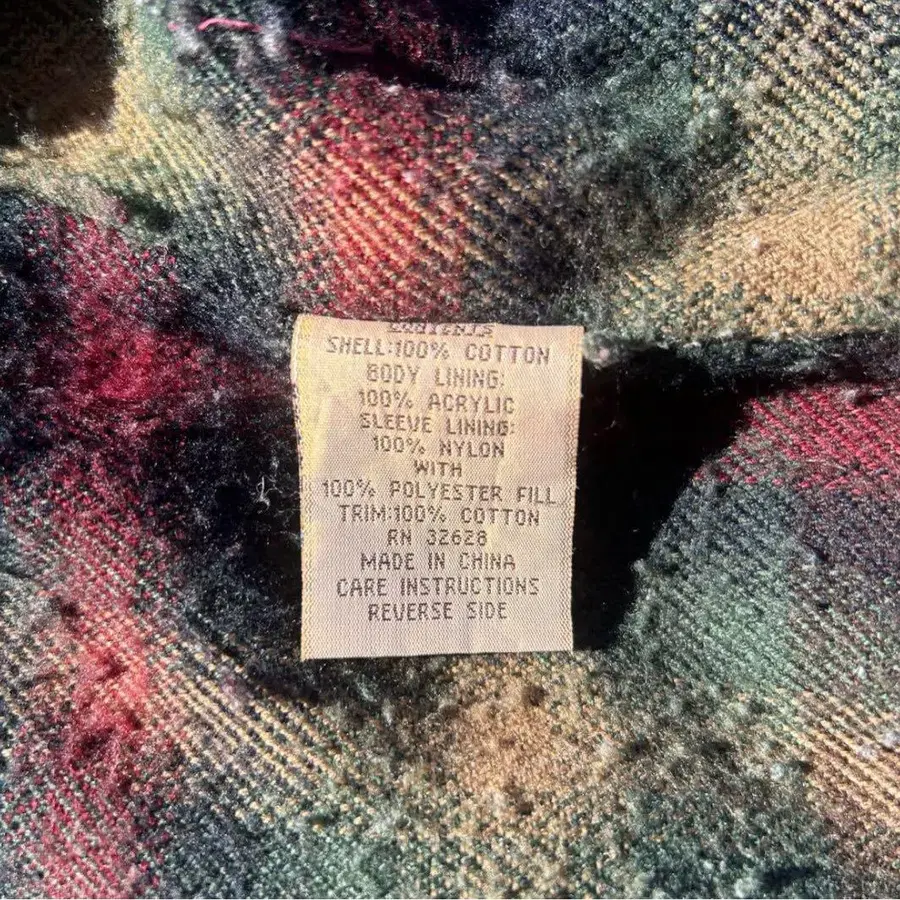 CONTENTS
SHELL:100% COTTON
BODY LINING:
100% ACRYLIC
SLEEVE LINING:
100% NYLON
WITH
100% POLYESTER FILL
TRIM:100% COTTON
RN 32628
MADE IN CHINA
CARE INSTRUCTIONS
REVERSE SIDE